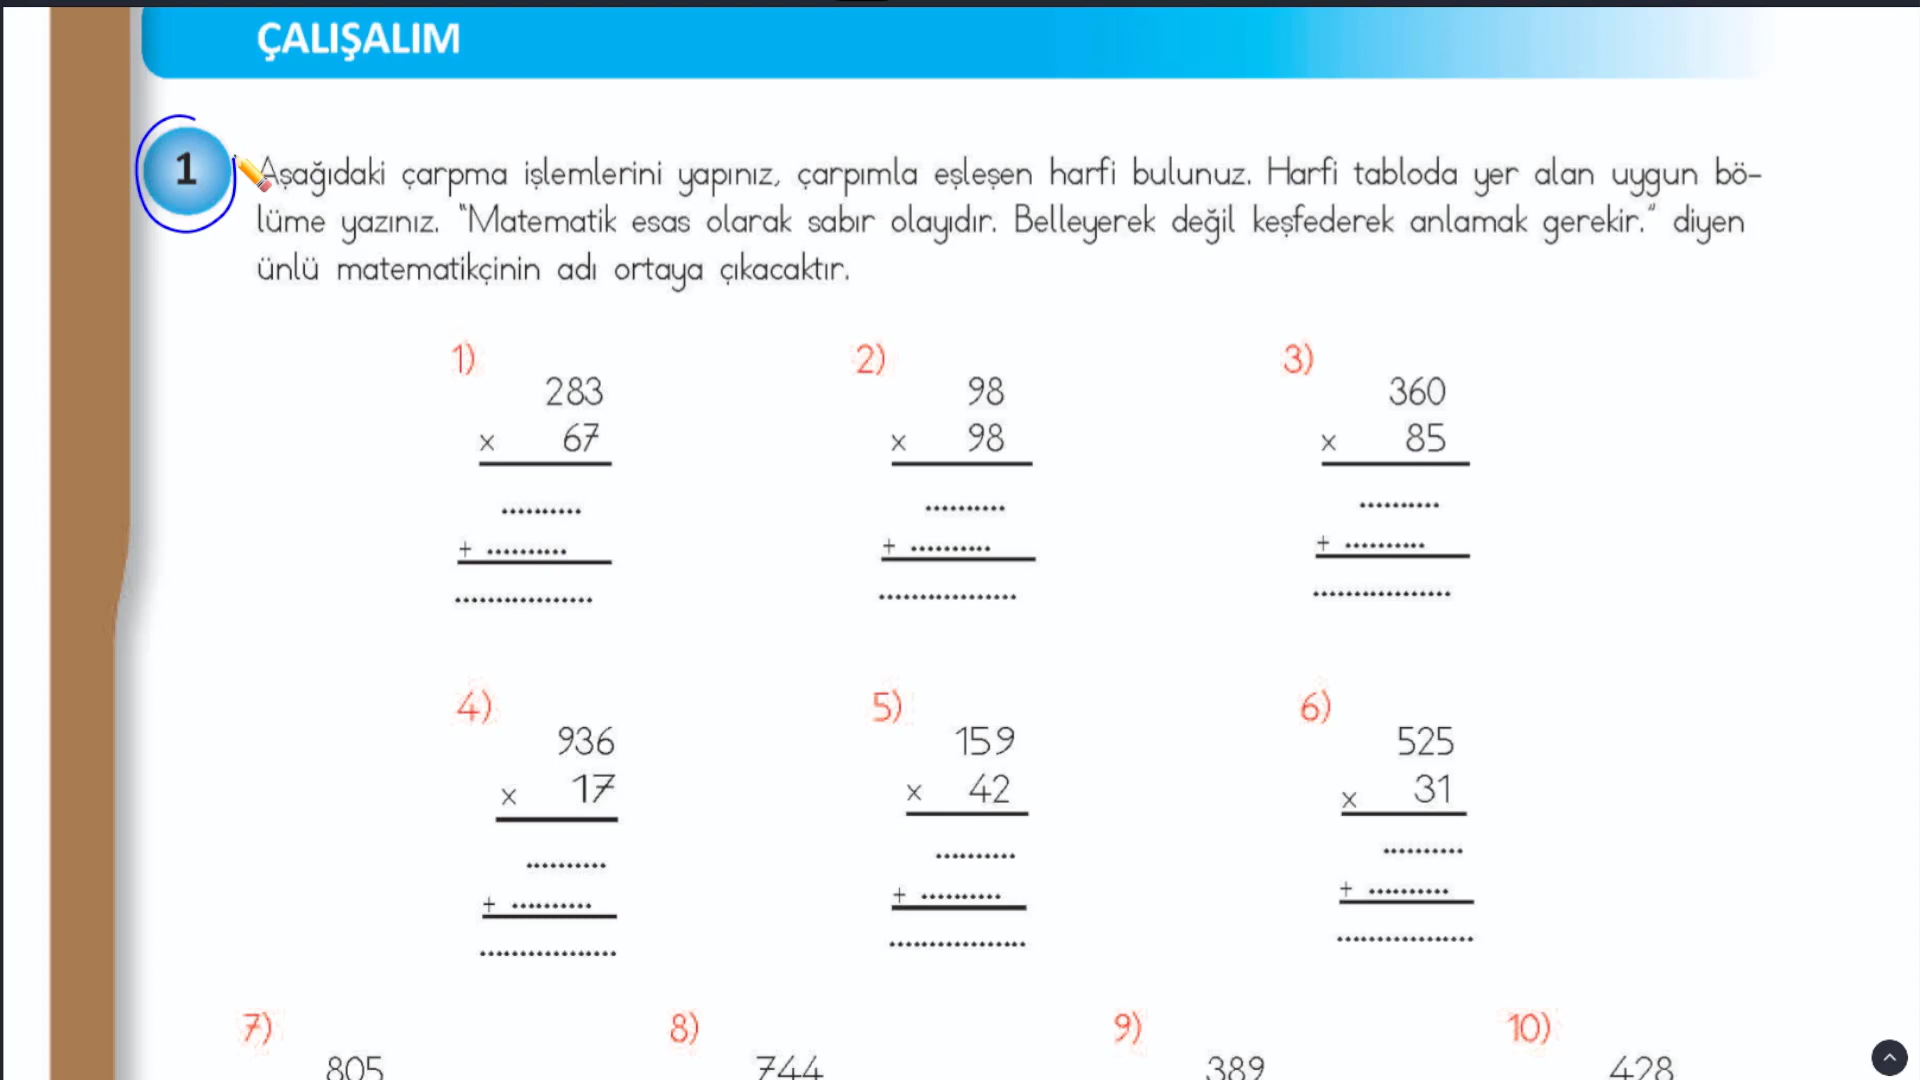 ÇALIŞALIM
1 Aşağıdaki çarpma işlemlerini yapınız, çarpımla eşleşen harfi bulunuz. Harfi tabloda yer alan uygun bö-
lüme yazınız. "Matematik esas olarak sabır olayıdır. Belleyerek değil keşfederek anlamak gerekir." diyen
ünlü matematikçinin adı ortaya çıkacaktır.
1) 2) 3)
283 98 360
x 67 x 98 x 85
.......... .......... ..........
+ .......... + .......... + ..........
................. ................. .................
4) 5) 6)
936 159 525
x 17 x 42 x 31
.......... .......... ..........
+ .......... + .......... + ..........
................. ................. .................
7) 8) 9) 10)
805 744 389 428